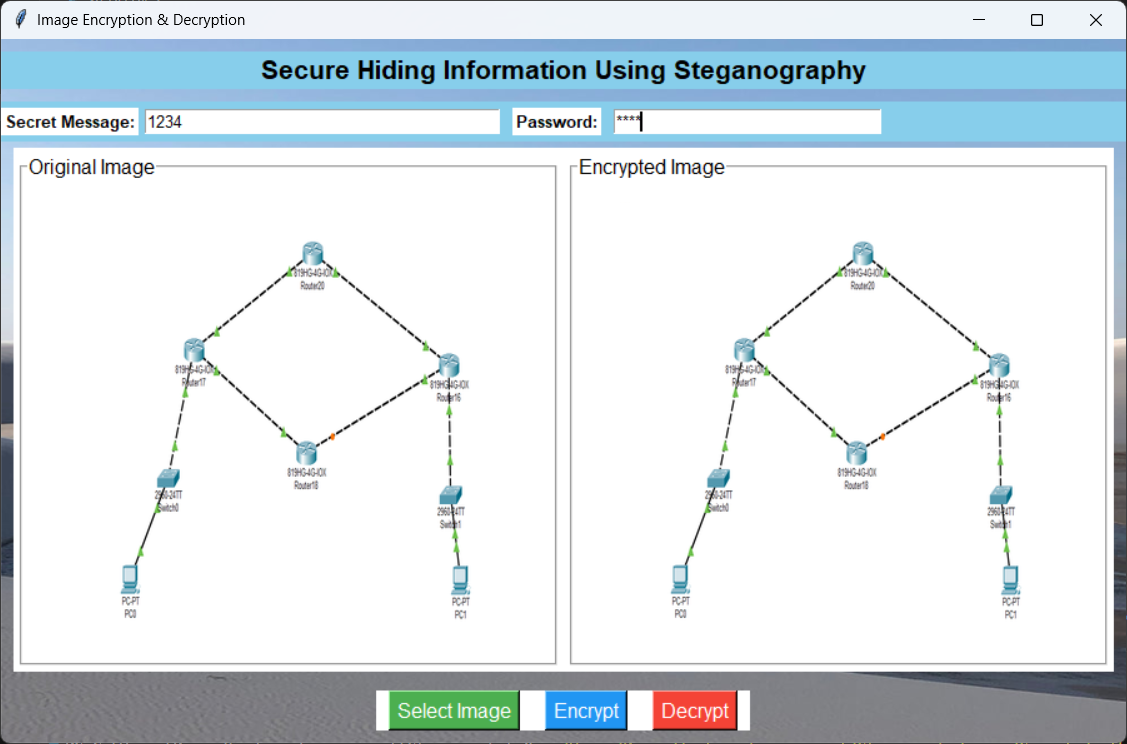 Image Encryption & Decryption
Secure Hiding Information Using Steganography
Secret Message: 1234 Password: ****
Original Image
819HG-4G-IOX
Router20
819HG-4G-IOX
Router17
819HG-4G-IOX
Router16
819HG-4G-IOX
Router18
2960-24TT
Switch0
2960-24TT
Switch1
PC-PT
PC0
PC-PT
PC1
Encrypted Image
819HG-4G-IOX
Router20
819HG-4G-IOX
Router17
819HG-4G-IOX
Router16
819HG-4G-IOX
Router18
2960-24TT
Switch0
2960-24TT
Switch1
PC-PT
PC0
PC-PT
PC1
Select Image Encrypt Decrypt